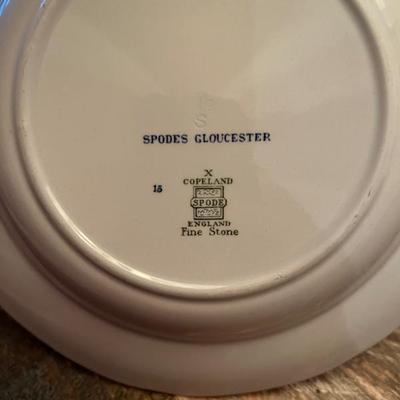 S
SPODES GLOUCESTER
X
COPELAND
15
SPODE
ENGLAND
Fine Stone